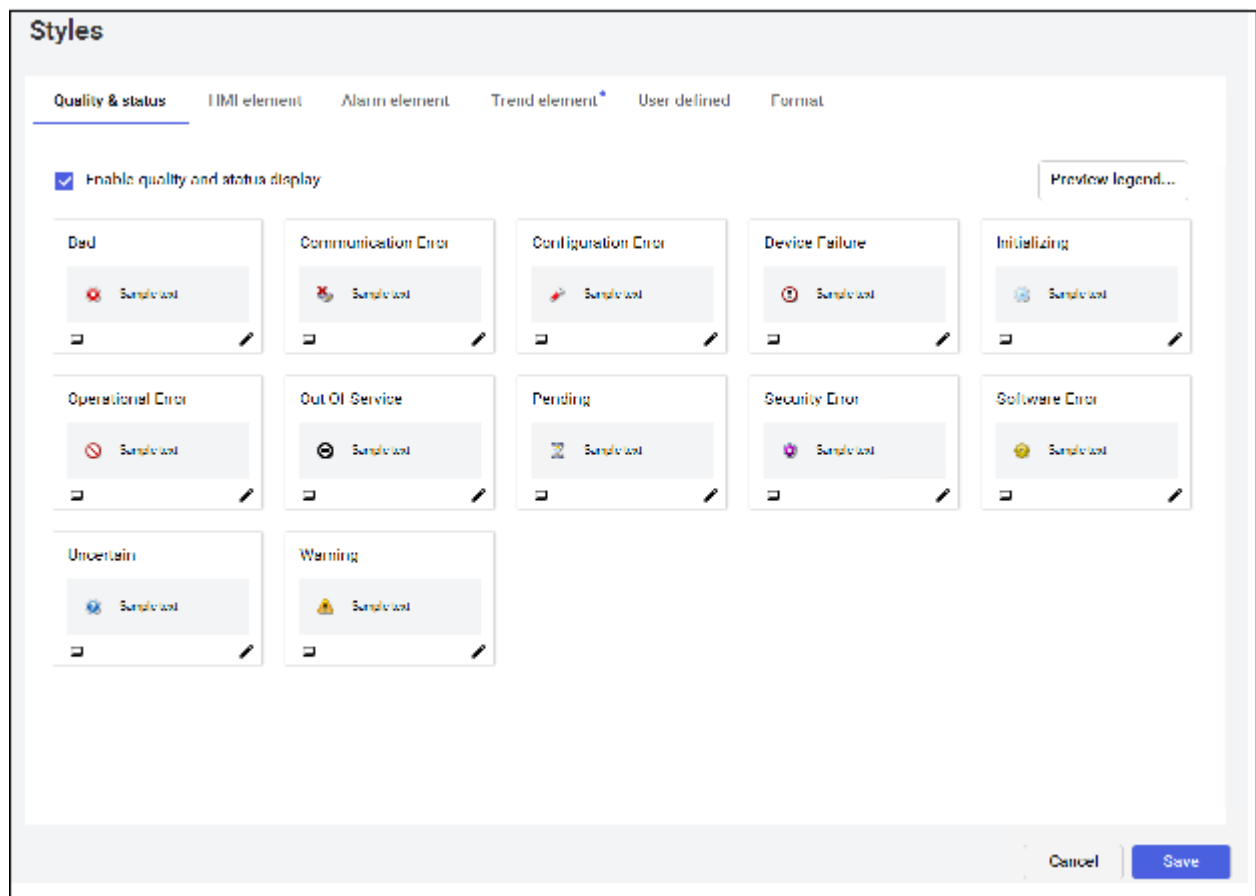 Styles
Quality & status HMI element Alarm element Trend element* User defined Format
Enable quality and status display Preview legend...
Bad Communication Error Configuration Error Device Failure Initializing
Sample text Sample text Sample text Sample text Sample text
Operational Error Out Of Service Pending Security Error Software Error
Sample text Sample text Sample text Sample text Sample text
Uncertain Warning
Sample text Sample text
Cancel Save